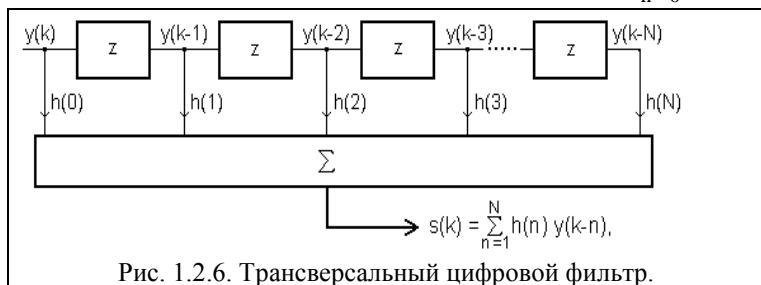 y(k) z y(k-1) z y(k-2) z y(k-3) ...... z y(k-N)
h(0) h(1) h(2) h(3) h(N)
Σ
N
s(k) = Σ h(n) y(k-n),
n=1
Рис. 1.2.6. Трансверсальный цифровой фильтр.